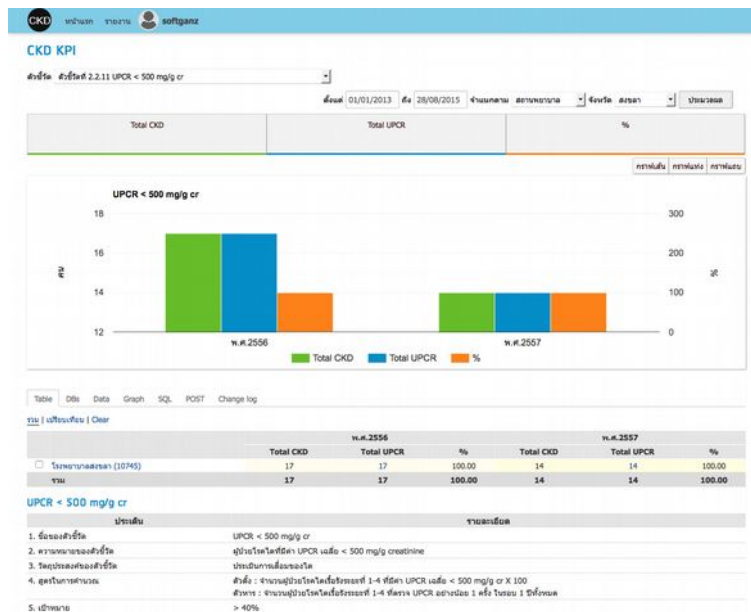 CKD หน้าแรก รายงาน softganz
CKD KPI
ตัวชี้วัด ตัวชี้วัดที่ 2.2.11 UPCR < 500 mg/g cr
ตั้งแต่ 01/01/2013 ถึง 28/08/2015 จำแนกตาม สถานพยาบาล จังหวัด สงขลา ประมวลผล
Total CKD Total UPCR %
กราฟเส้น กราฟแท่ง กราฟแถบ
UPCR < 500 mg/g cr
18 300
16 200
คน %
14 100
12 0
พ.ศ.2556 พ.ศ.2557
Total CKD Total UPCR %
Table DBs Data Graph SQL POST Change log
รวม | เปรียบเทียบ | Clear
พ.ศ.2556 พ.ศ.2557
Total CKD Total UPCR % Total CKD Total UPCR %
โรงพยาบาลสงขลา (10745) 17 17 100.00 14 14 100.00
รวม 17 17 100.00 14 14 100.00
UPCR < 500 mg/g cr
ประเด็น รายละเอียด
1. ชื่อของตัวชี้วัด UPCR < 500 mg/g cr
2. ความหมายของตัวชี้วัด ผู้ป่วยโรคไตที่มีค่า UPCR เฉลี่ย < 500 mg/g creatinine
3. วัตถุประสงค์ของตัวชี้วัด ประเมินการเสื่อมของไต
4. สูตรในการคำนวณ ตัวตั้ง : จำนวนผู้ป่วยโรคไตเรื้อรังระยะที่ 1-4 ที่มีค่า UPCR เฉลี่ย < 500 mg/g cr X 100
ตัวหาร : จำนวนผู้ป่วยโรคไตเรื้อรังระยะที่ 1-4 ที่ตรวจ UPCR อย่างน้อย 1 ครั้ง ในรอบ 1 ปีทั้งหมด
5. เป้าหมาย > 40%